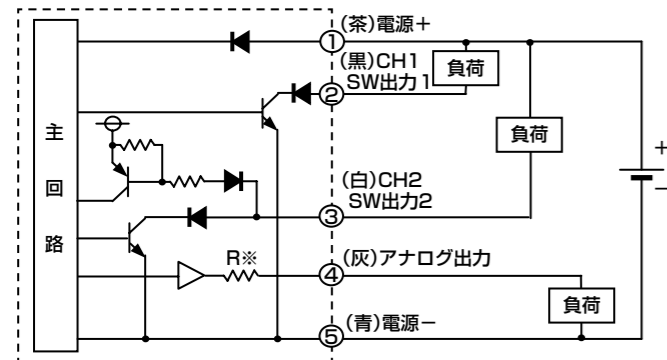 ① (茶)電源+
(黒)CH1
② SW出力1
負荷
負荷
主
回
路
+
−
(白)CH2
③ SW出力2
R※
④ (灰)アナログ出力
負荷
⑤ (青)電源−